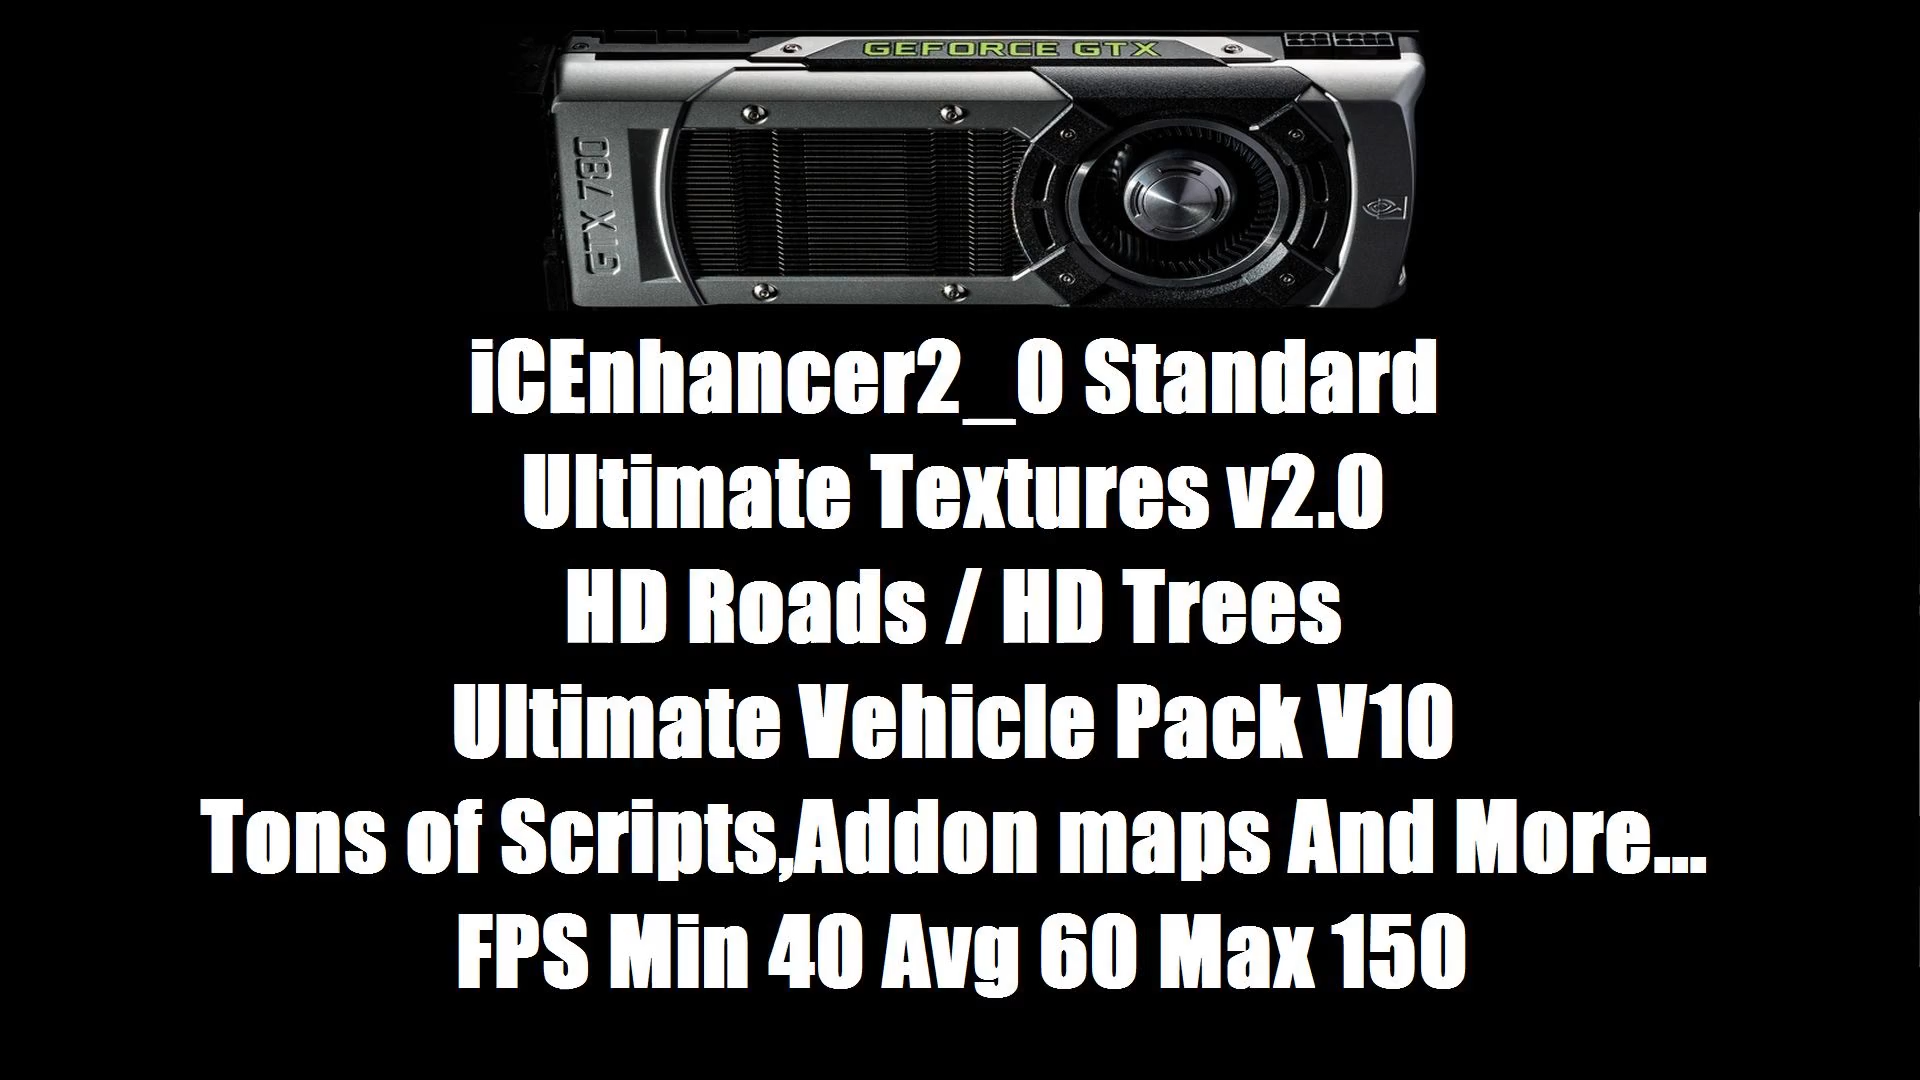 GEFORCE GTX
GTX 780
iCEnhancer2_0 Standard
Ultimate Textures v2.0
HD Roads / HD Trees
Ultimate Vehicle Pack V10
Tons of Scripts,Addon maps And More...
FPS Min 40 Avg 60 Max 150